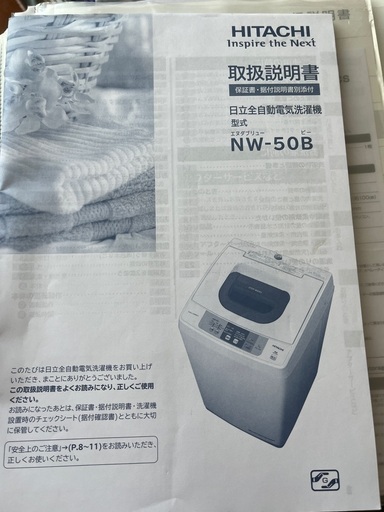 HITACHI
Inspire the Next
取扱説明書
保証書・据付説明書別添付
日立全自動電気洗濯機
型式
エヌダブリュー ビー
NW-50B
このたびは日立全自動電気洗濯機をお買い上げ
いただき、まことにありがとうございました。
この取扱説明書をよくお読みになり、正しくご使用
ください。
お読みになったあとは、保証書・据付説明書・洗濯機
設置時のチェックシート(据付確認書)とともに大切
に保管してください。
「安全上のご注意」→(P.8~11)をお読みいただき、
正しくお使いください。
G